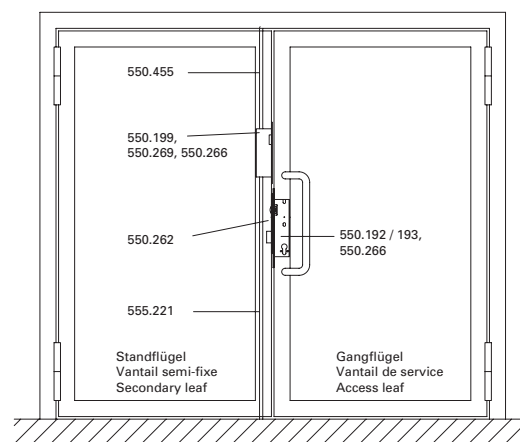 550.455
550.199,
550.269, 550.266
550.262
550.192 / 193,
550.266
555.221
Standflügel
Vantail semi-fixe
Secondary leaf
Gangflügel
Vantail de service
Access leaf